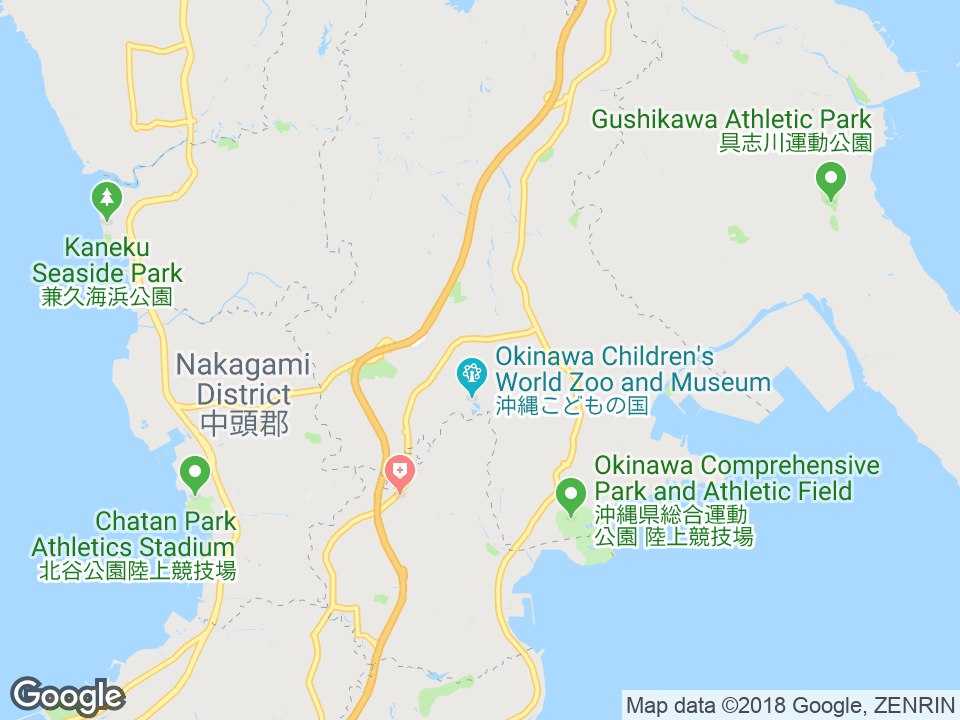 Gushikawa Athletic Park
具志川運動公園
Kaneku
Seaside Park
兼久海浜公園
Nakagami
District
中頭郡
Okinawa Children's
World Zoo and Museum
沖縄こどもの国
Okinawa Comprehensive
Park and Athletic Field
沖縄県総合運動
公園 陸上競技場
Chatan Park
Athletics Stadium
北谷公園陸上競技場
Google
Map data ©2018 Google, ZENRIN